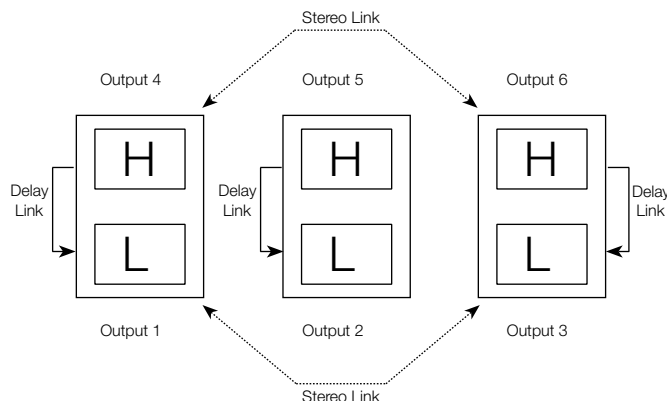 Stereo Link
Output 4
Output 5
Output 6
H
H
H
Delay
Link
Delay
Link
Delay
Link
L
L
L
Output 1
Output 2
Output 3
Stereo Link